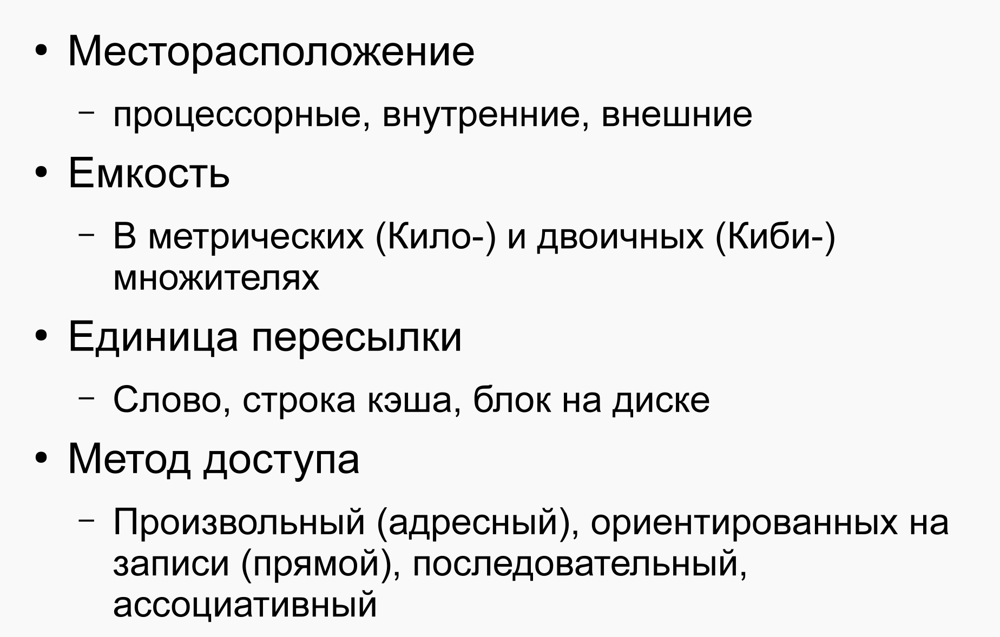 • Месторасположение
– процессорные, внутренние, внешние
• Емкость
– В метрических (Кило-) и двоичных (Киби-)
множителях
• Единица пересылки
– Слово, строка кэша, блок на диске
• Метод доступа
– Произвольный (адресный), ориентированных на
записи (прямой), последовательный,
ассоциативный